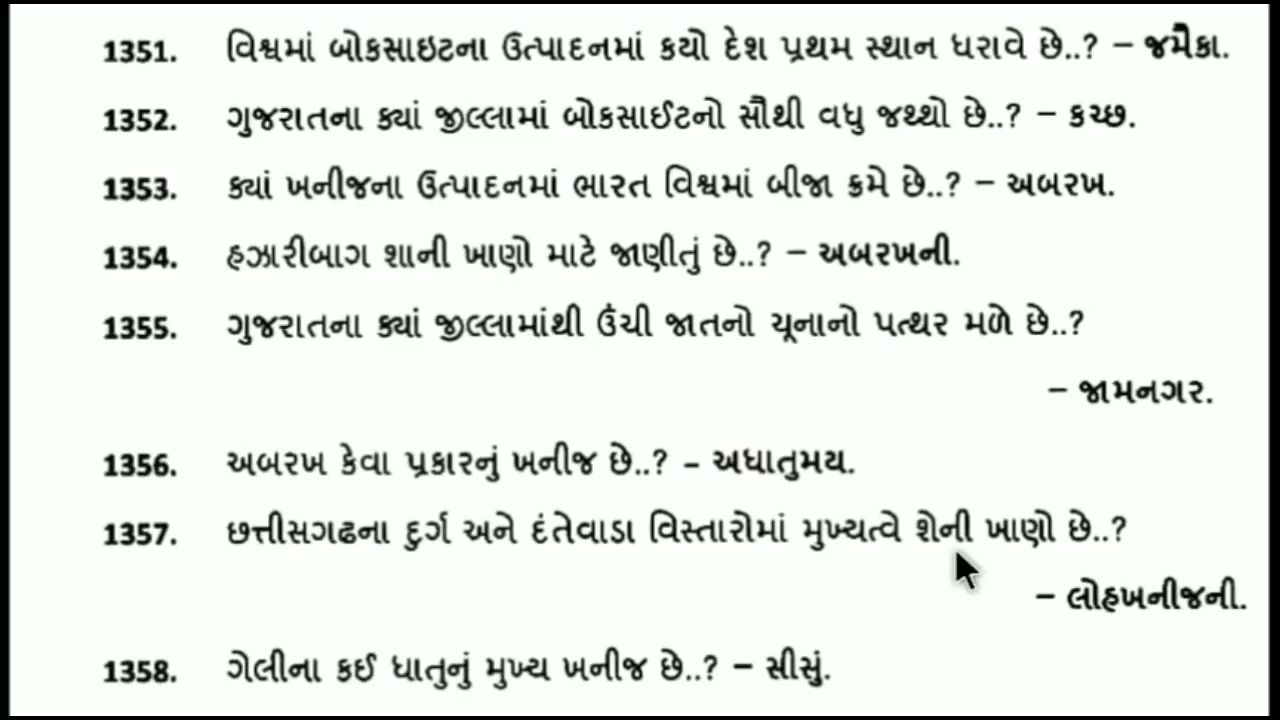 1351. વિશ્વમાં બોકસાઇટના ઉત્પાદનમાં કયો દેશ પ્રથમ સ્થાન ધરાવે છે..? – જમૈકા.
1352. ગુજરાતના ક્યાં જીલ્લામાં બોકસાઈટનો સૌથી વધુ જથ્થો છે..? – કચ્છ.
1353. ક્યાં ખનીજના ઉત્પાદનમાં ભારત વિશ્વમાં બીજા ક્રમે છે..? – અબરખ.
1354. હઝારીબાગ શાની ખાણો માટે જાણીતું છે..? – અબરખની.
1355. ગુજરાતના ક્યાં જીલ્લામાંથી ઉંચી જાતનો ચૂનાનો પત્થર મળે છે..?
– જામનગર.
1356. અબરખ કેવા પ્રકારનું ખનીજ છે..? – અધાતુમય.
1357. છત્તીસગઢના દુર્ગ અને દંતેવાડા વિસ્તારોમાં મુખ્યત્વે શેની ખાણો છે..?
– લોહખનીજની.
1358. ગેલીના કઈ ધાતુનું મુખ્ય ખનીજ છે..? – સીસું.